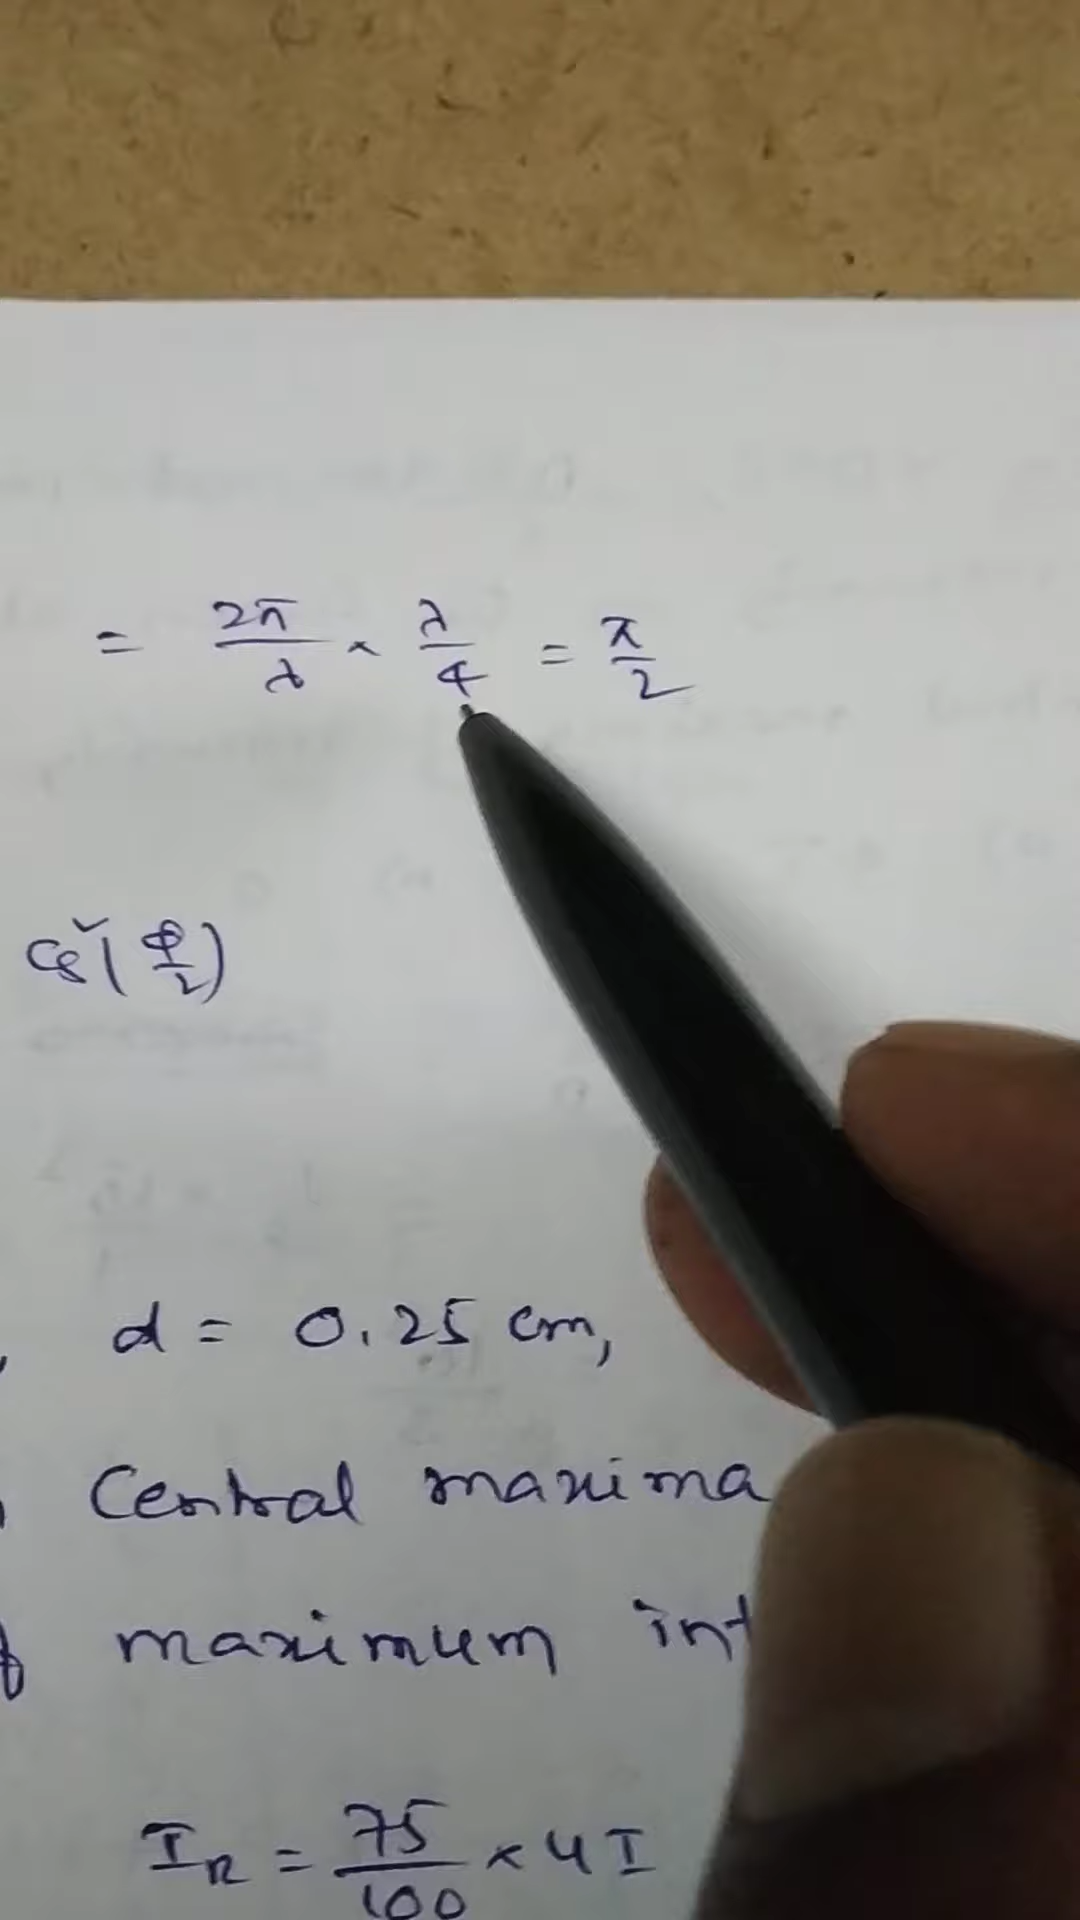 = 2π/λ × λ/4 = π/2
Cos²(φ/2)
d = 0.25 cm,
Central maxima
maximum int
I_R = 75/100 × 4I